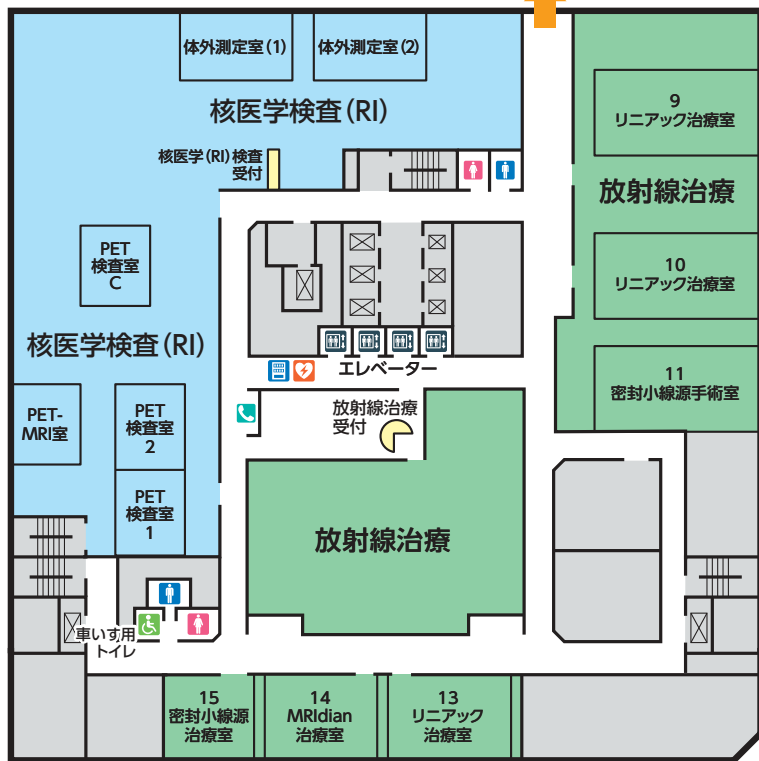 体外測定室(1)
体外測定室(2)
核医学検査(RI)
核医学(RI)検査
受付
9
リニアック治療室
放射線治療
PET
検査室
C
10
リニアック治療室
核医学検査(RI)
エレベーター
11
密封小線源手術室
PET-
MRI室
PET
検査室
2
放射線治療
受付
PET
検査室
1
放射線治療
車いす用
トイレ
15
密封小線源
治療室
14
MRIdian
治療室
13
リニアック
治療室